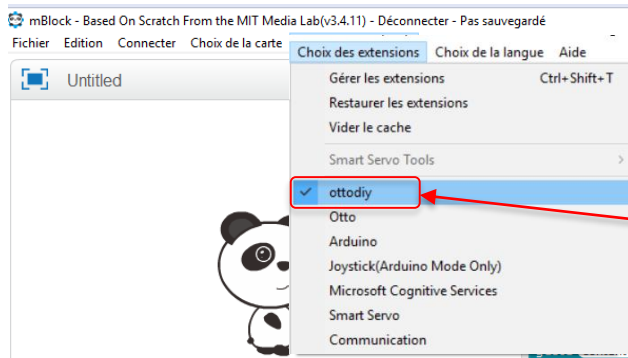 mBlock - Based On Scratch From the MIT Media Lab(v3.4.11) - Déconnecter - Pas sauvegardé
Fichier Edition Connecter Choix de la carte Choix des extensions Choix de la langue Aide
Untitled
Gérer les extensions Ctrl+Shift+T
Restaurer les extensions
Vider le cache
Smart Servo Tools
ottodiy
Otto
Arduino
Joystick(Arduino Mode Only)
Microsoft Cognitive Services
Smart Servo
Communication